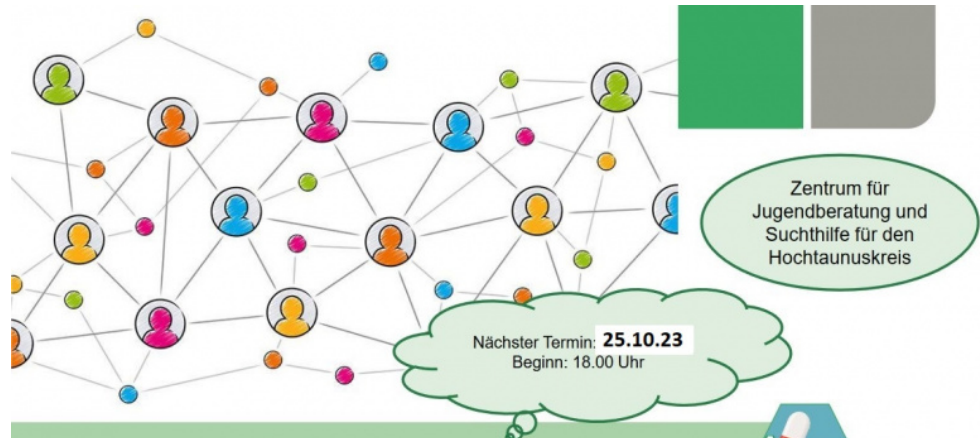 Zentrum für
Jugendberatung und
Suchthilfe für den
Hochtaunuskreis
Nächster Termin: 25.10.23
Beginn: 18.00 Uhr